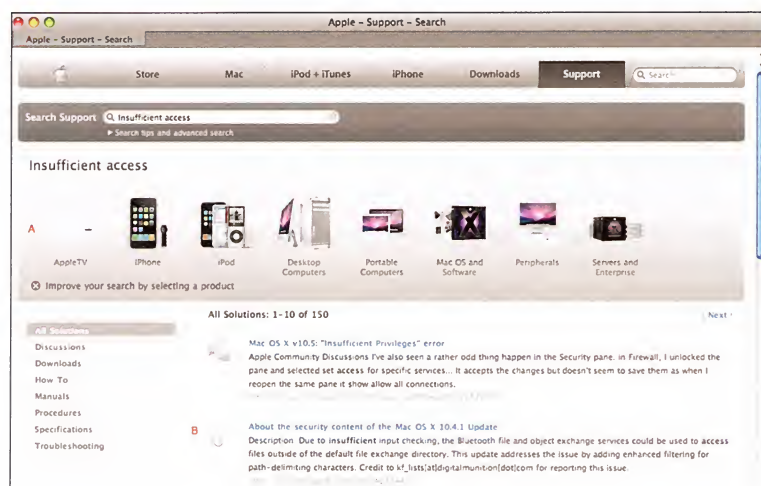 Apple – Support – Search
Apple – Support – Search
Store Mac iPod + iTunes iPhone Downloads Support Search
Search Support Insufficient access
Search tips and advanced search
Insufficient access
A
AppleTV iPhone iPod Desktop Computers Portable Computers Mac OS and Software Peripherals Servers and Enterprise
Improve your search by selecting a product
All Solutions: 1-10 of 150 Next
All Solutions
Discussions
Downloads
How To
Manuals
Procedures
Specifications
Troubleshooting
Mac OS X v10.5: "Insufficient Privileges" error
Apple Community Discussions I've also seen a rather odd thing happen in the Security pane. in Firewall, I unlocked the
pane and selected set access for specific services... It accepts the changes but doesn't seem to save them as when I
reopen the same pane it show allow all connections.
B
About the security content of the Mac OS X 10.4.1 Update
Description: Due to insufficient input checking, the Bluetooth file and object exchange services could be used to access
files outside of the default file exchange directory. This update addresses the issue by adding enhanced filtering for
path-delimiting characters. Credit to kf_lists[at]digitalmunition[dot]com for reporting this issue.